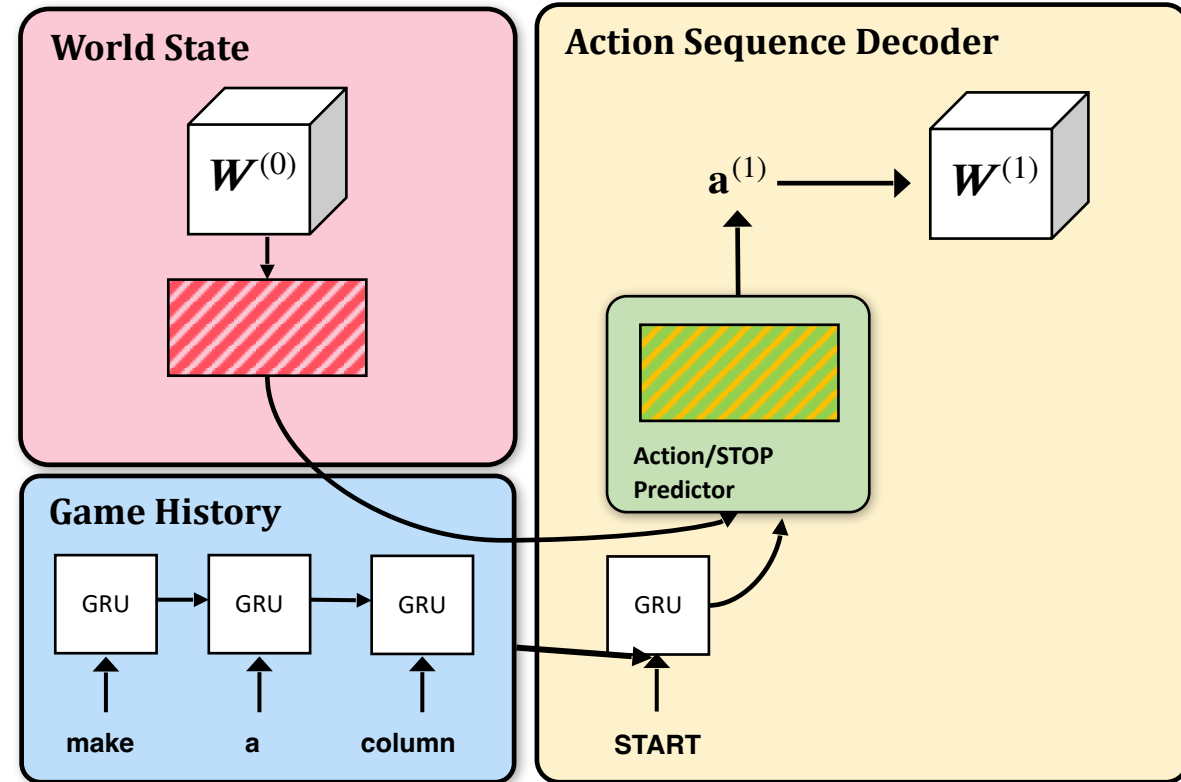 World State
W^(0)
Game History
GRU GRU GRU
make a column
Action Sequence Decoder
a^(1) W^(1)
Action/STOP
Predictor
GRU
START